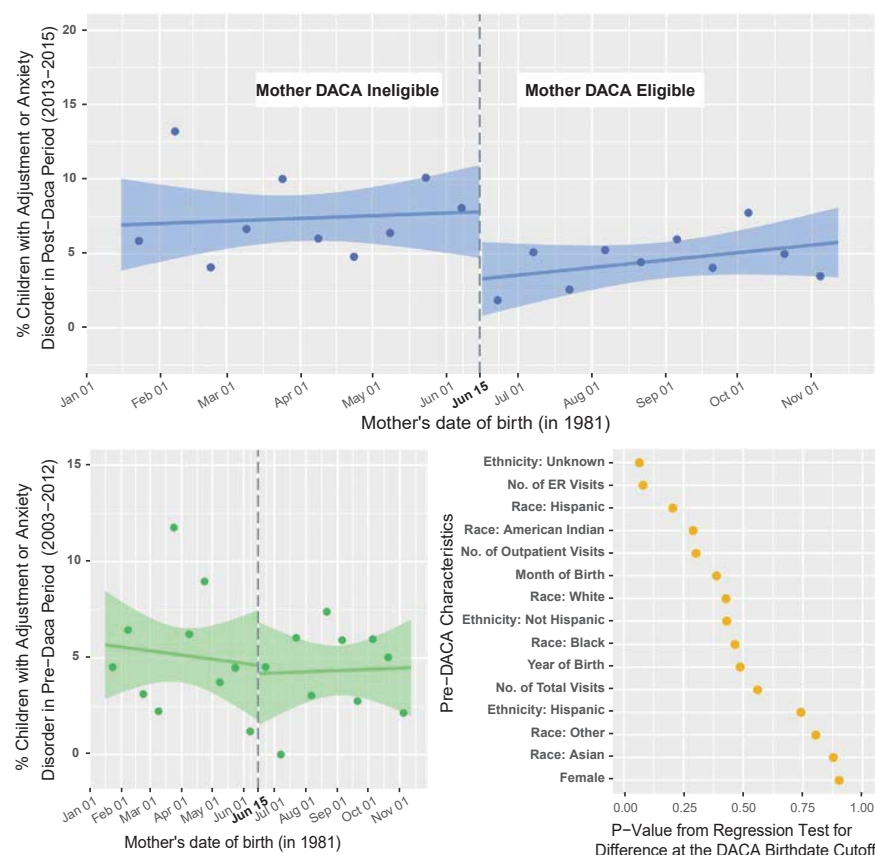 % Children with Adjustment or Anxiety
Disorder in Post−Daca Period (2013−2015)
20
15
10
5
0
Mother DACA Ineligible
Mother DACA Eligible
Jan 01
Feb 01
Mar 01
Apr 01
May 01
Jun 01
Jun 15
Jul 01
Aug 01
Sep 01
Oct 01
Nov 01
Mother's date of birth (in 1981)
% Children with Adjustment or Anxiety
Disorder in Pre−Daca Period (2003−2012)
15
10
5
0
Jan 01
Feb 01
Mar 01
Apr 01
May 01
Jun 01
Jun 15
Jul 01
Aug 01
Sep 01
Oct 01
Nov 01
Mother's date of birth (in 1981)
Pre−DACA Characteristics
Ethnicity: Unknown
No. of ER Visits
Race: Hispanic
Race: American Indian
No. of Outpatient Visits
Month of Birth
Race: White
Ethnicity: Not Hispanic
Race: Black
Year of Birth
No. of Total Visits
Ethnicity: Hispanic
Race: Other
Race: Asian
Female
0.00
0.25
0.50
0.75
1.00
P−Value from Regression Test for
Difference at the DACA Birthdate Cutoff